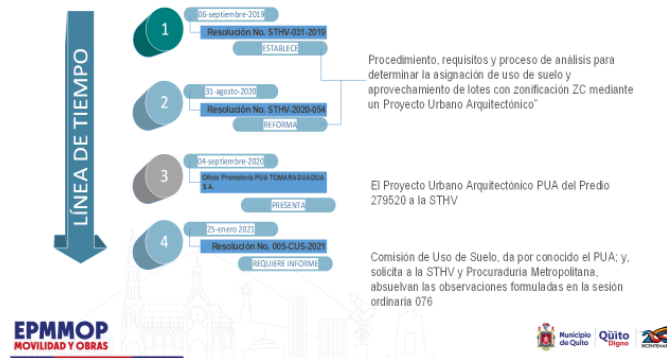 LÍNEA DE TIEMPO
1
06-septiembre-2019
Resolución No. STHV-031-2019
ESTABLECE
2
31-agosto-2020
Resolución No. STHV-2020-054
REFORMA
Procedimiento, requisitos y proceso de análisis para
determinar la asignación de uso de suelo y
aprovechamiento de lotes con zonificación ZC mediante
un Proyecto Urbano Arquitectónico"
3
04-septiembre-2020
Oficio Promotora PUA TOMARAGUADUA
S.A.
PRESENTA
El Proyecto Urbano Arquitectónico PUA del Predio
279520 a la STHV
4
25-enero 2021
Resolución No. 005-CUS-2021
REQUIERE INFORME
Comisión de Uso de Suelo, da por conocido el PUA; y,
solicita a la STHV y Procuraduria Metropolitana,
absuelvan las observaciones formuladas en la sesión
ordinaria 076
EPMMOP
MOVILIDAD Y OBRAS
Municipio
de Quito
Quito
Digno
BICENTENARIO